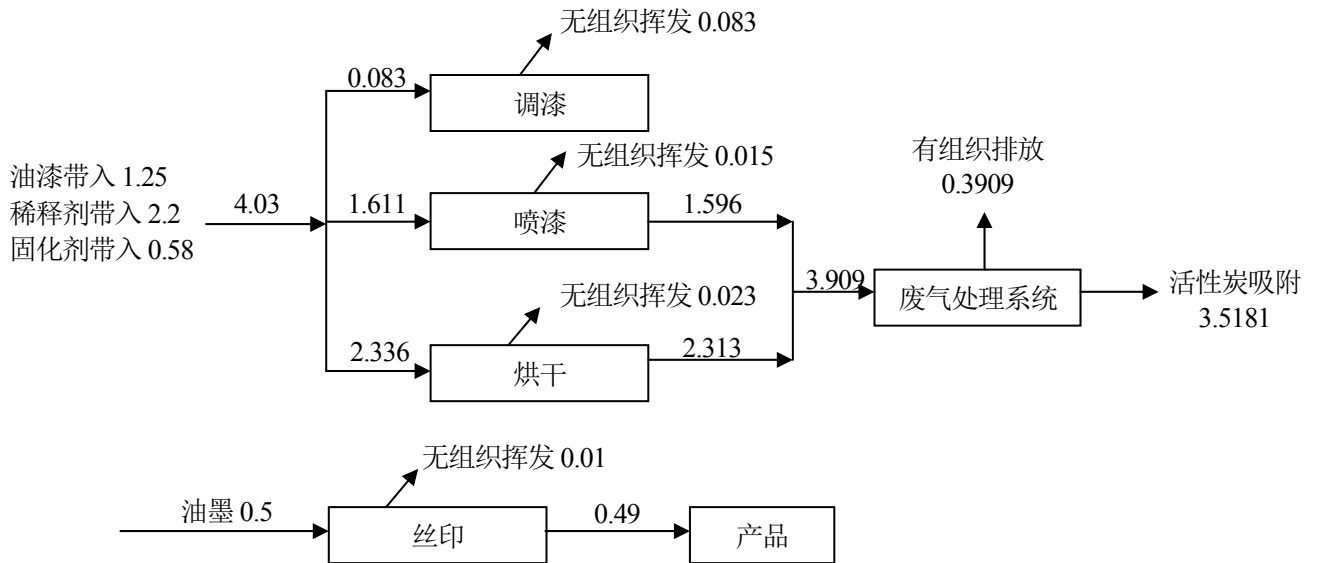 无组织挥发 0.083
0.083
调漆
无组织挥发 0.015
有组织排放
0.3909
油漆带入 1.25
稀释剂带入 2.2
固化剂带入 0.58
4.03
1.611
喷漆
1.596
无组织挥发 0.023
3.909
废气处理系统
活性炭吸附
3.5181
2.336
烘干
2.313
无组织挥发 0.01
油墨 0.5
丝印
0.49
产品